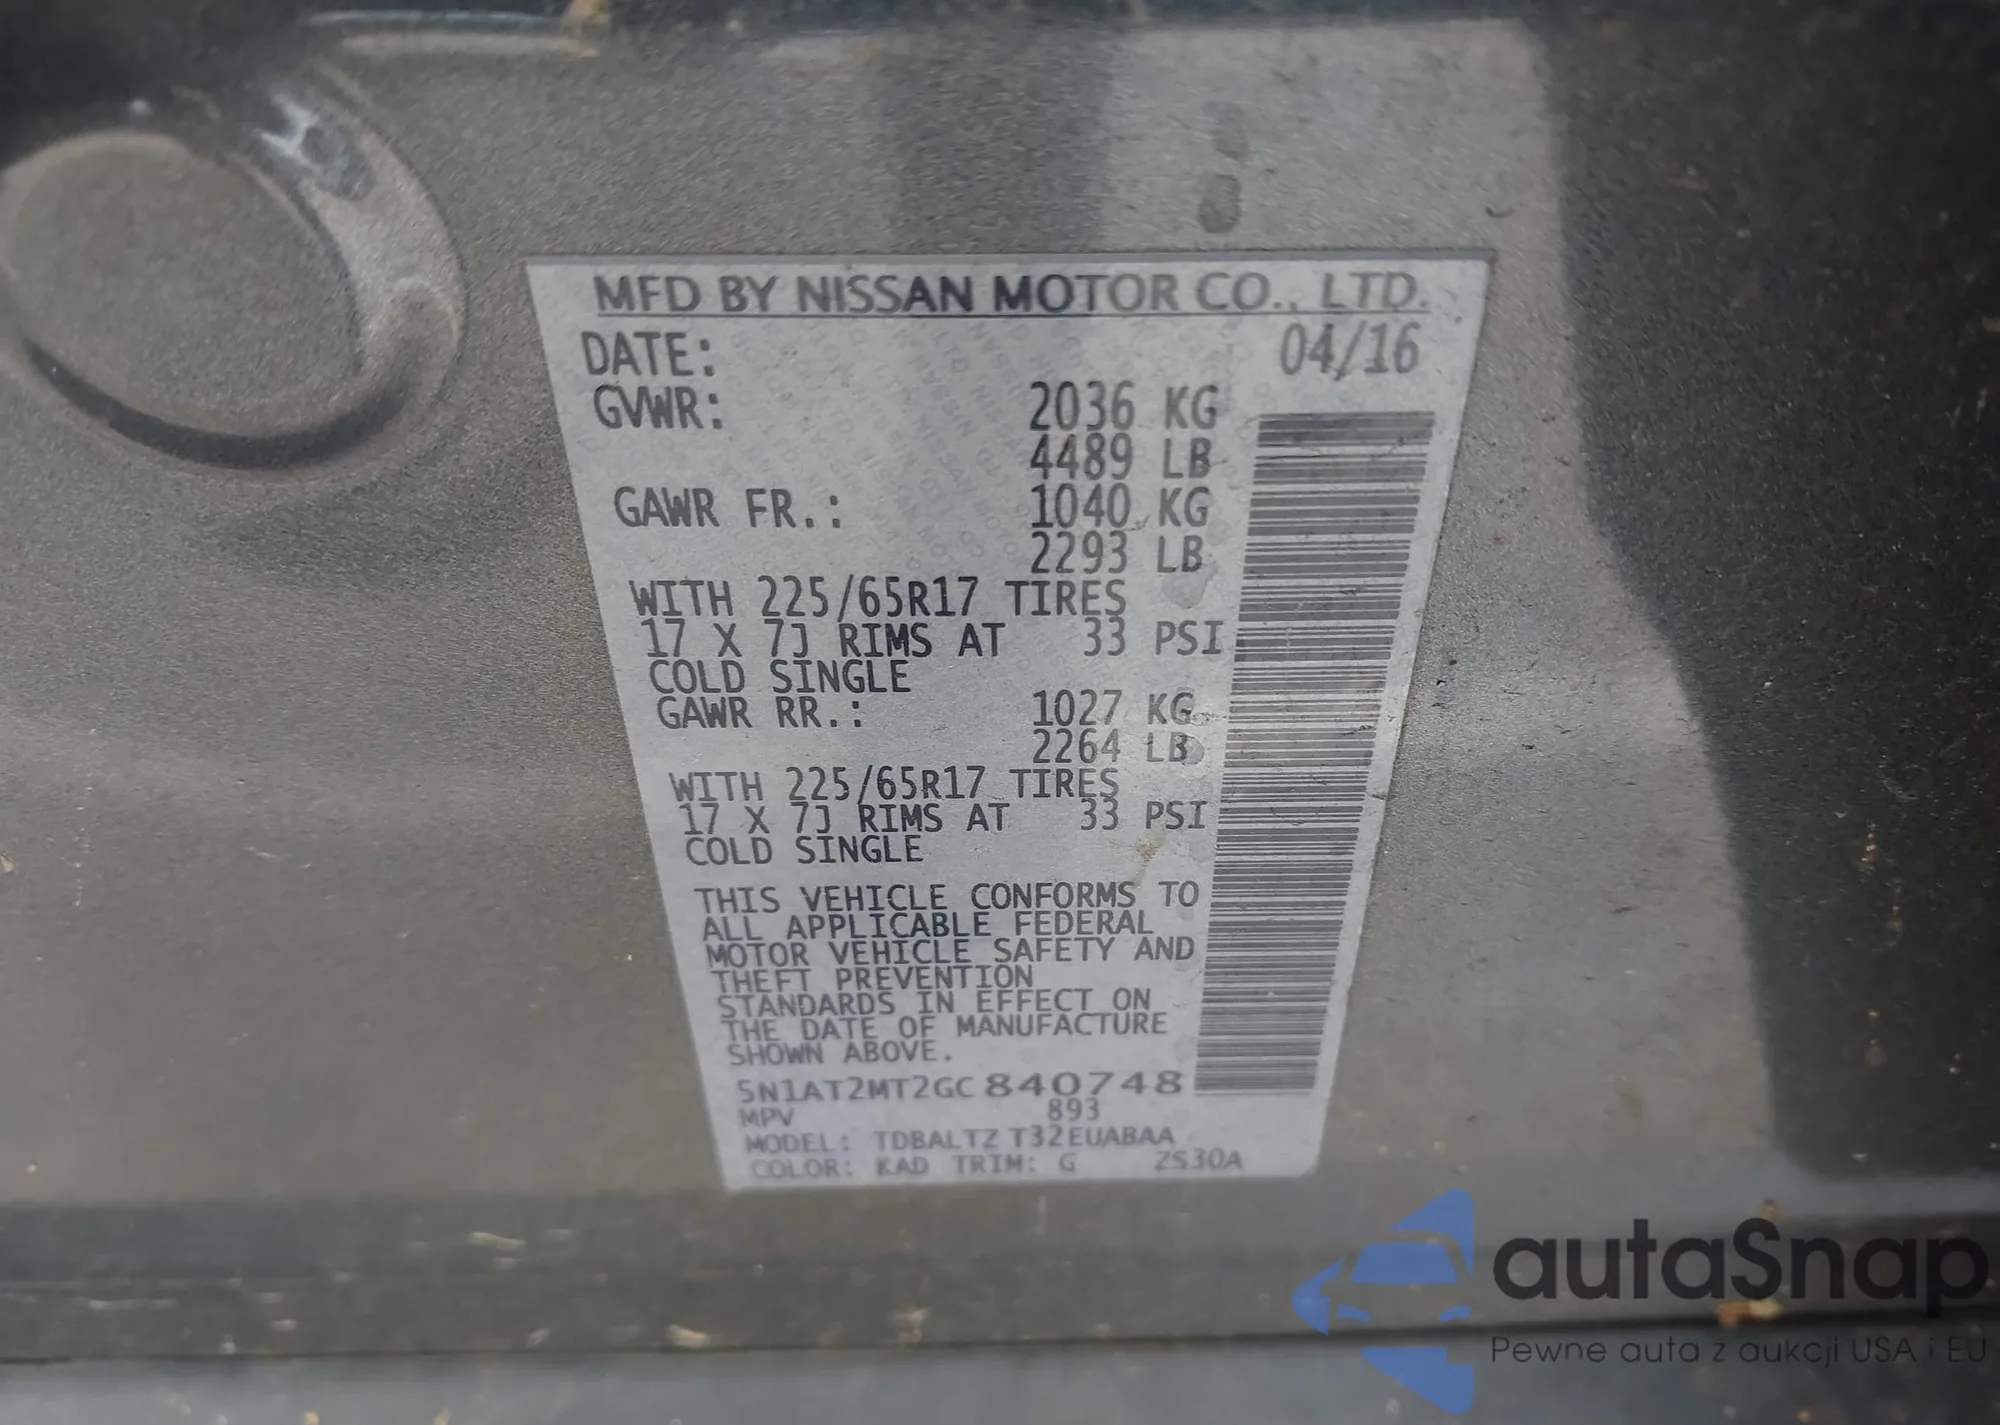 MFD BY NISSAN MOTOR CO., LTD.
DATE: 04/16
GVWR: 2036 KG
4489 LB
GAWR FR.: 1040 KG
2293 LB
WITH 225/65R17 TIRES
17 X 7J RIMS AT 33 PSI
COLD SINGLE
GAWR RR.: 1027 KG
2264 LB
WITH 225/65R17 TIRES
17 X 7J RIMS AT 33 PSI
COLD SINGLE
THIS VEHICLE CONFORMS TO
ALL APPLICABLE FEDERAL
MOTOR VEHICLE SAFETY AND
THEFT PREVENTION
STANDARDS IN EFFECT ON
THE DATE OF MANUFACTURE
SHOWN ABOVE.
5N1AT2MT2GC840748
MPV 893
MODEL: TDBALTZ T32EUABAA
COLOR: KAD TRIM: G 2S30A
autaSnap
Pewne auta z aukcji USA i EU